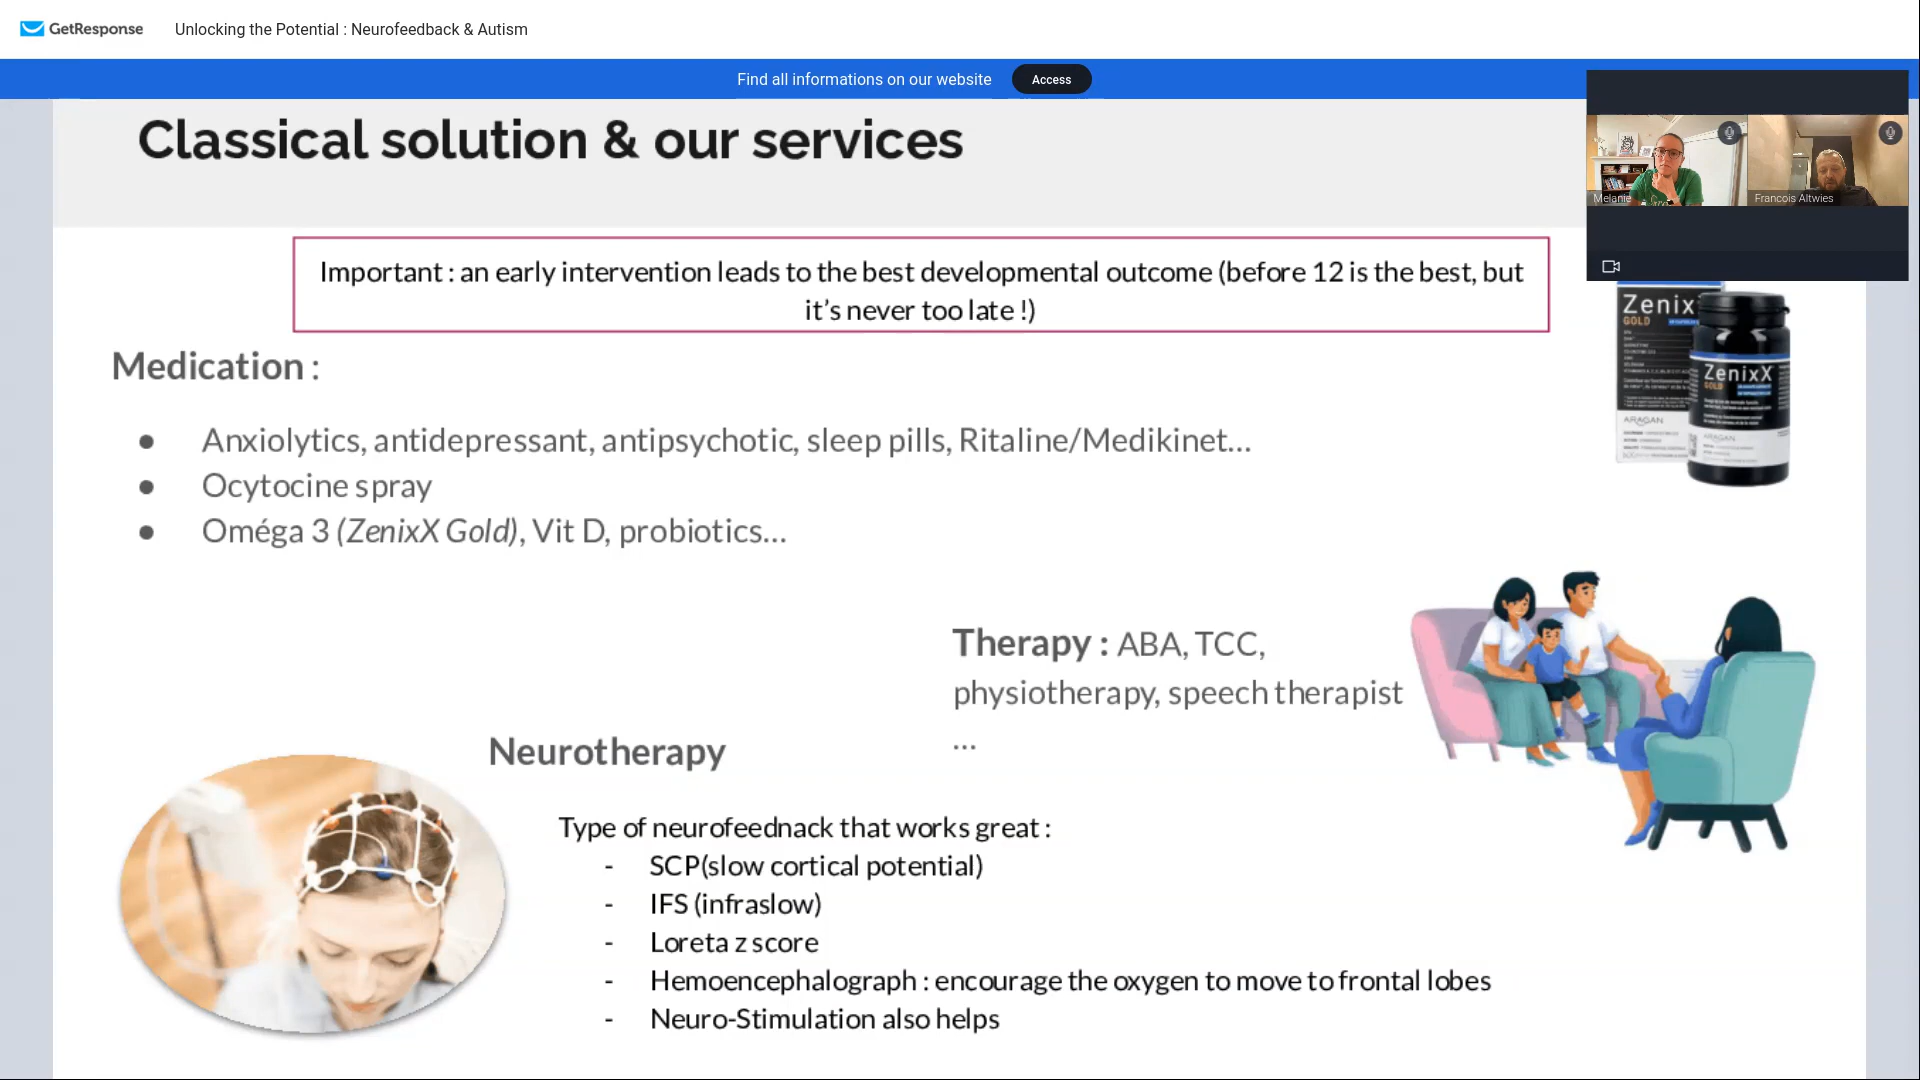 GetResponse
Unlocking the Potential : Neurofeedback & Autism
Find all informations on our website
Access
Classical solution & our services
Melanie
Francois Altwies
Important : an early intervention leads to the best developmental outcome (before 12 is the best, but
it's never too late !)
Zenix
GOLD
ZenixX
GOLD
ARAGAN
ARAGAN
Medication :
● Anxiolytics, antidepressant, antipsychotic, sleep pills, Ritaline/Medikinet...
● Ocytocine spray
● Oméga 3 (ZenixX Gold), Vit D, probiotics...
Therapy : ABA, TCC,
physiotherapy, speech therapist
...
Neurotherapy
Type of neurofeednack that works great :
- SCP(slow cortical potential)
- IFS (infraslow)
- Loreta z score
- Hemoencephalograph : encourage the oxygen to move to frontal lobes
- Neuro-Stimulation also helps